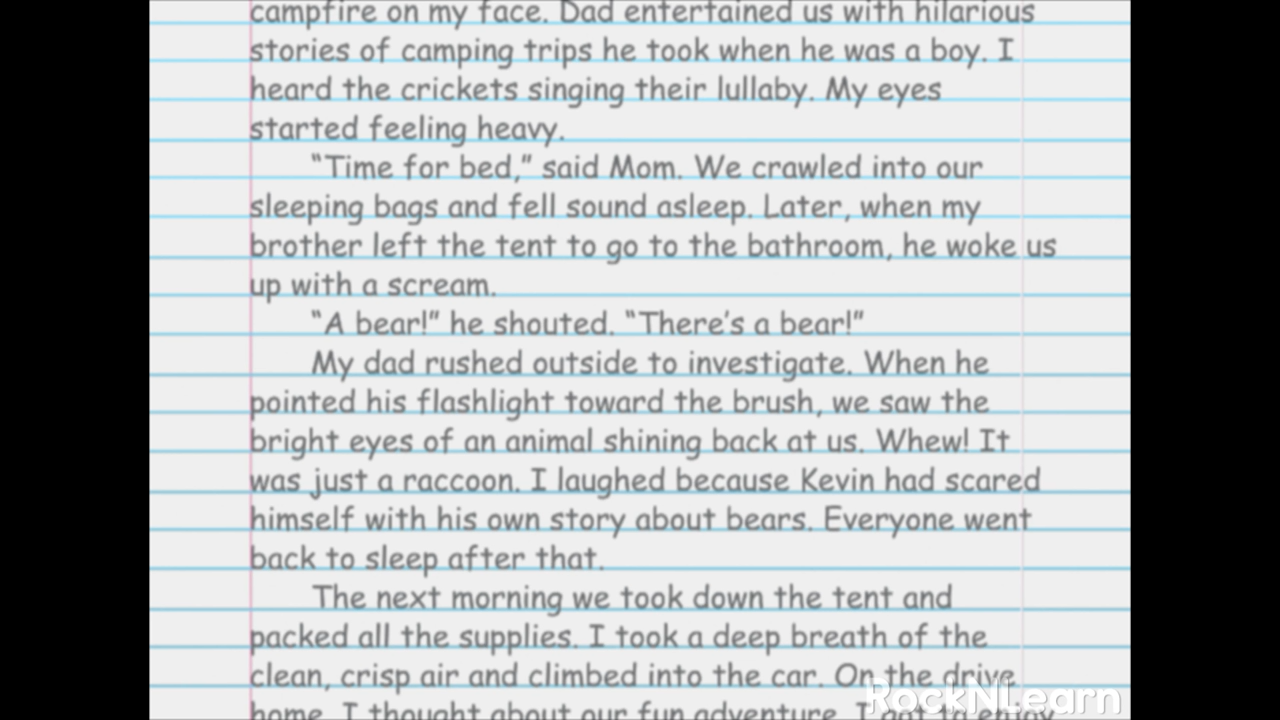 campfire on my face. Dad entertained us with hilarious
stories of camping trips he took when he was a boy. I
heard the crickets singing their lullaby. My eyes
started feeling heavy.
“Time for bed,” said Mom. We crawled into our
sleeping bags and fell sound asleep. Later, when my
brother left the tent to go to the bathroom, he woke us
up with a scream.
“A bear!” he shouted. “There’s a bear!”
My dad rushed outside to investigate. When he
pointed his flashlight toward the brush, we saw the
bright eyes of an animal shining back at us. Whew! It
was just a raccoon. I laughed because Kevin had scared
himself with his own story about bears. Everyone went
back to sleep after that.
The next morning we took down the tent and
packed all the supplies. I took a deep breath of the
clean, crisp air and climbed into the car. On the drive
home, I thought about our fun adventure. I got to enjoy
RockNLearn